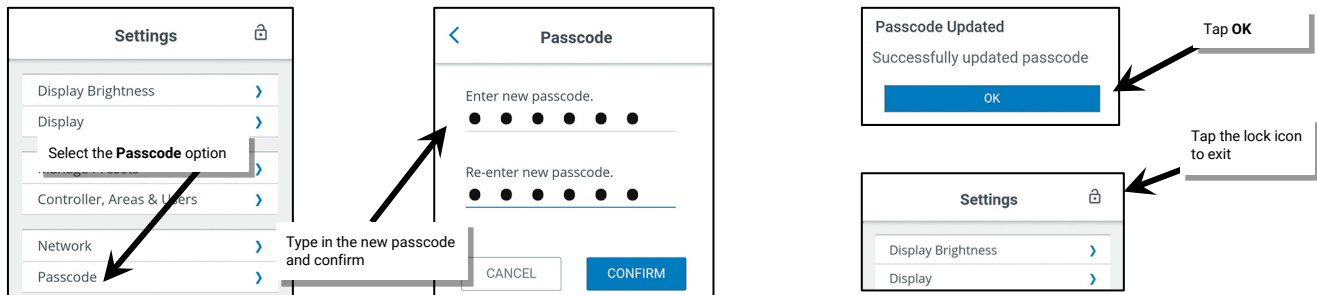 Settings
Display Brightness
Display
Select the Passcode option
Controller, Areas & Users
Network
Passcode
Passcode
Enter new passcode.
Re-enter new passcode.
Type in the new passcode
and confirm
CANCEL
CONFIRM
Passcode Updated
Successfully updated passcode
OK
Tap OK
Tap the lock icon
to exit
Settings
Display Brightness
Display